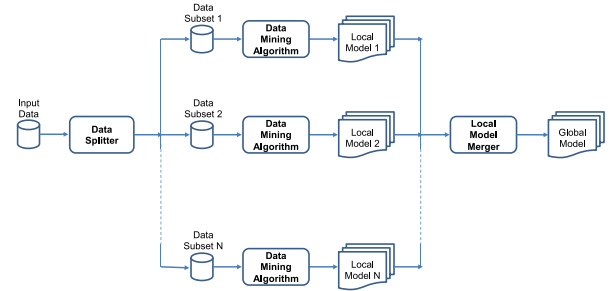 Data
Subset 1
Data
Mining
Algorithm
Local
Model 1
Input
Data
Data
Splitter
Data
Subset 2
Data
Mining
Algorithm
Local
Model 2
Local
Model
Merger
Global
Model
Data
Subset N
Data
Mining
Algorithm
Local
Model N